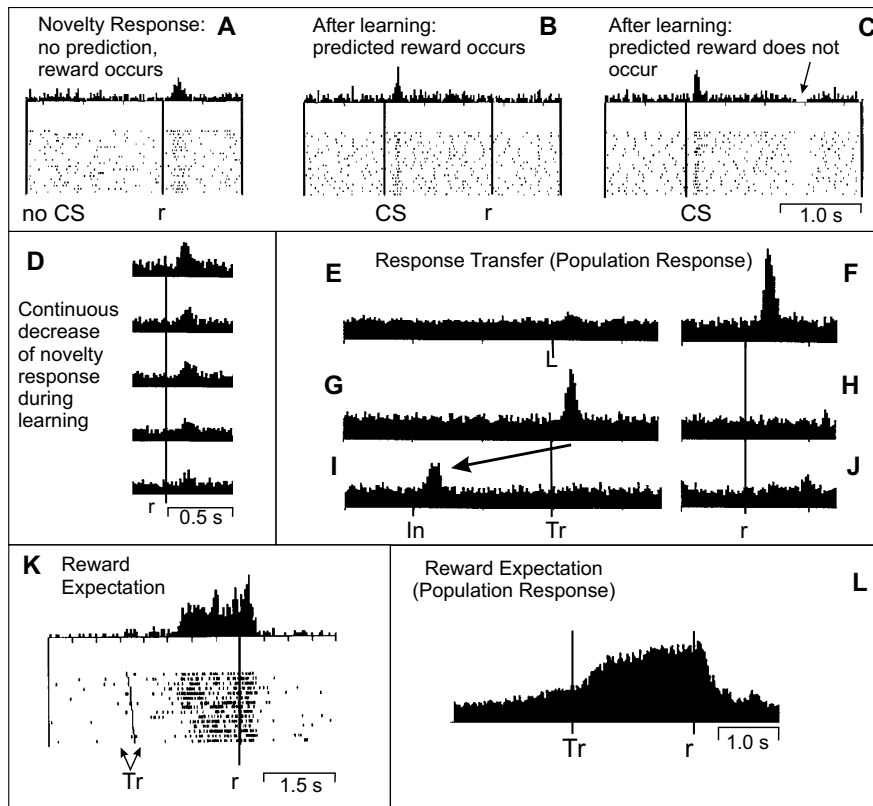 Novelty Response:
no prediction,
reward occurs
A
no CS
r
After learning:
predicted reward occurs
B
CS
r
After learning:
predicted reward does not
occur
C
CS
1.0 s
D
Continuous
decrease
of novelty
response
during
learning
r
0.5 s
Response Transfer (Population Response)
E
F
L
G
H
I
J
In
Tr
r
K
Reward
Expectation
Tr
r
1.5 s
Reward Expectation
(Population Response)
L
Tr
r
1.0 s